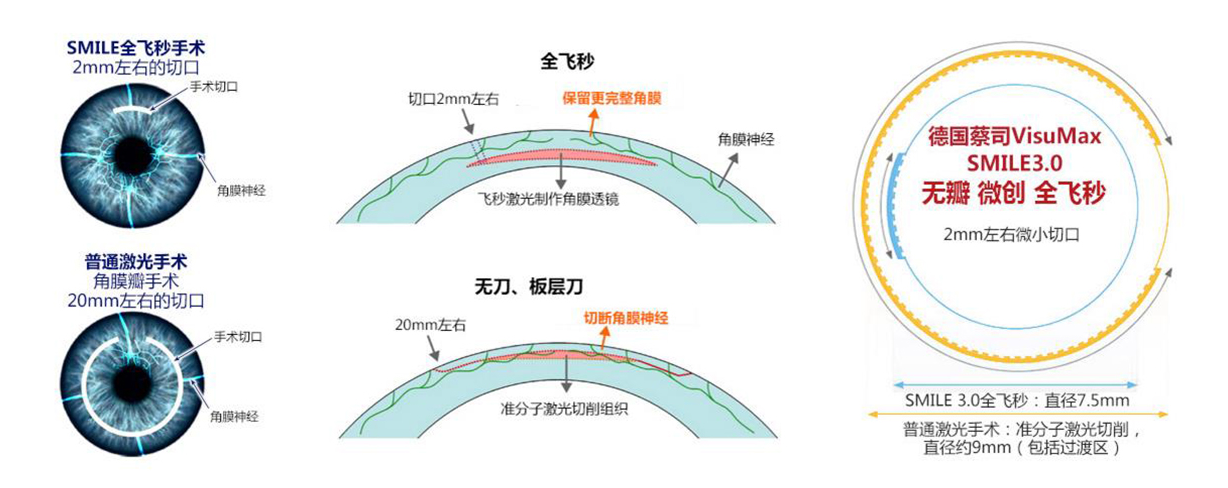 SMILE全飞秒手术
2mm左右的切口
手术切口
角膜神经
普通激光手术
角膜瓣手术
20mm左右的切口
手术切口
角膜神经
全飞秒
切口2mm左右
保留更完整角膜
角膜神经
飞秒激光制作角膜透镜
无刀、板层刀
20mm左右
切断角膜神经
准分子激光切削组织
德国蔡司VisuMax
SMILE3.0
无瓣 微创 全飞秒
2mm左右微小切口
SMILE 3.0全飞秒：直径7.5mm
普通激光手术：准分子激光切削，
直径约9mm（包括过渡区）